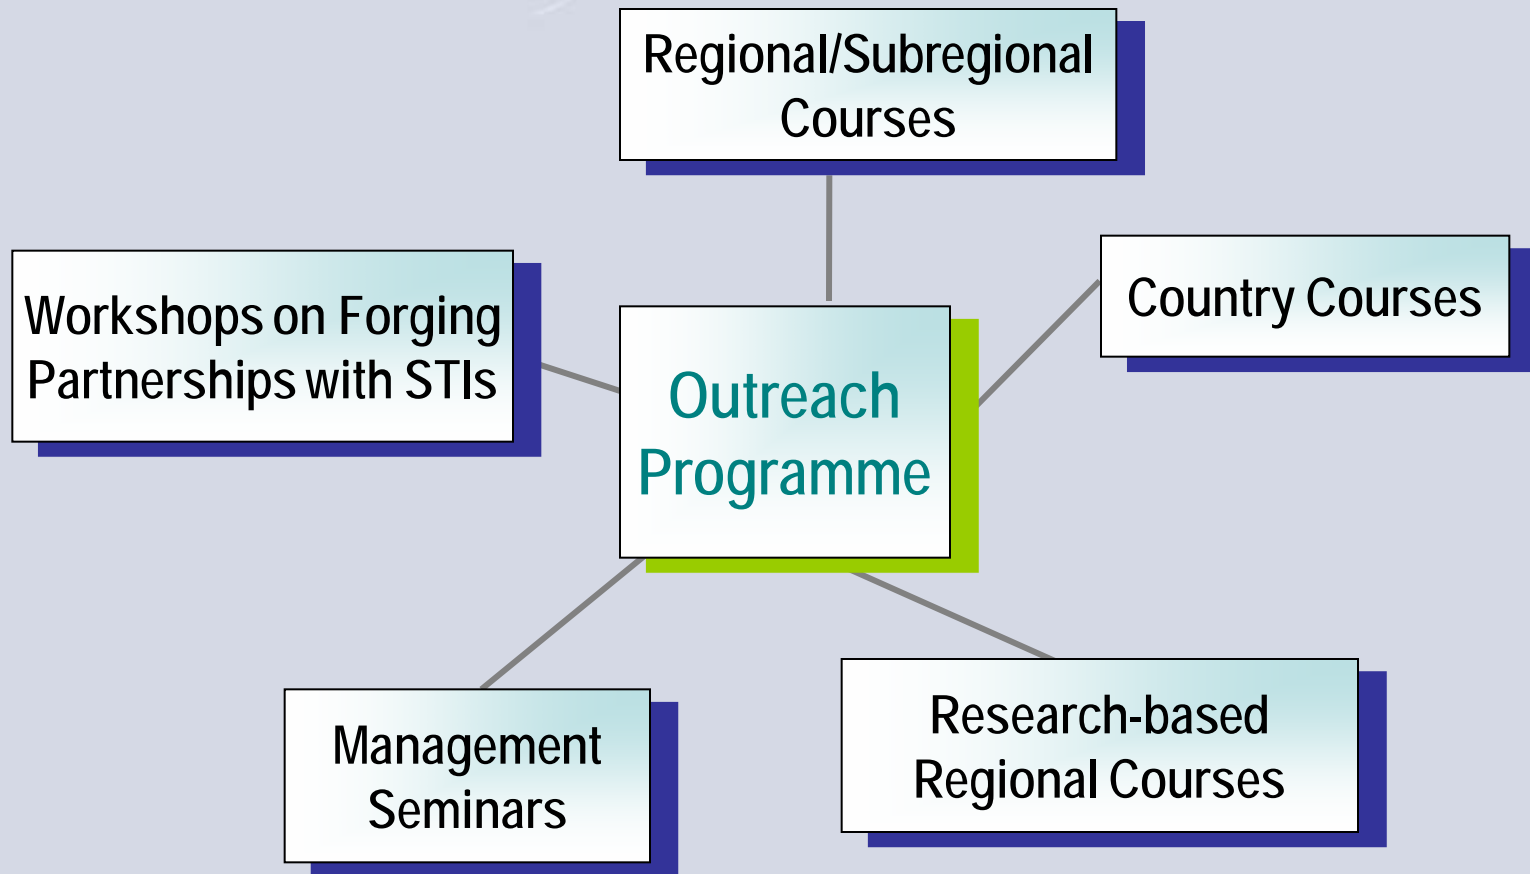 Regional/Subregional
Courses
Workshops on Forging
Partnerships with STIs
Country Courses
Outreach
Programme
Management
Seminars
Research-based
Regional Courses